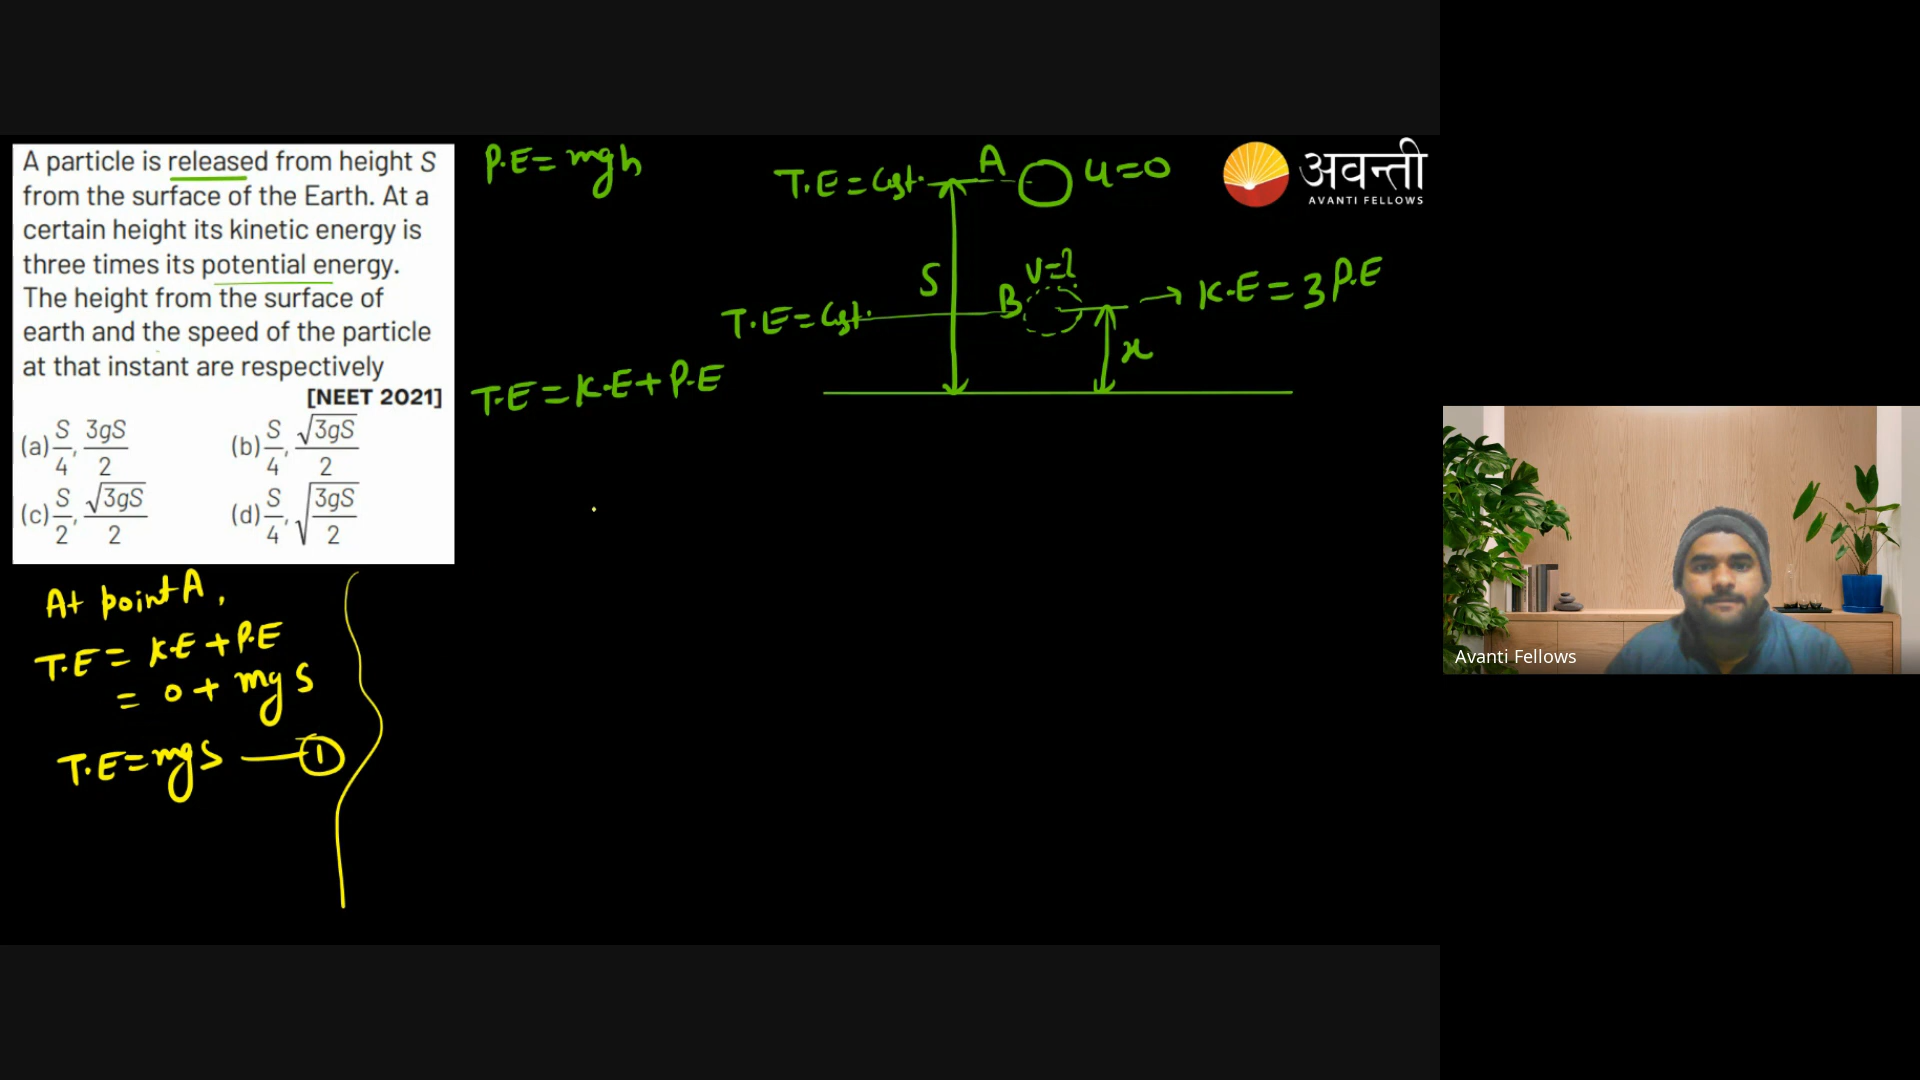 A particle is released from height S
from the surface of the Earth. At a
certain height its kinetic energy is
three times its potential energy.
The height from the surface of
earth and the speed of the particle
at that instant are respectively
[NEET 2021]
(a) S/4, 3gS/2
(b) S/4, √3gS/2
(c) S/2, √3gS/2
(d) S/4, √(3gS/2)
P.E = mgh
T.E = Cgt.
A
u=0
S
B
v=?
K.E = 3 P.E
T.E = Cgt.
x
T.E = K.E + P.E
At point A,
T.E = K.E + P.E
= 0 + mgS
T.E = mgS — ①
अवन्ती
AVANTI FELLOWS
Avanti Fellows